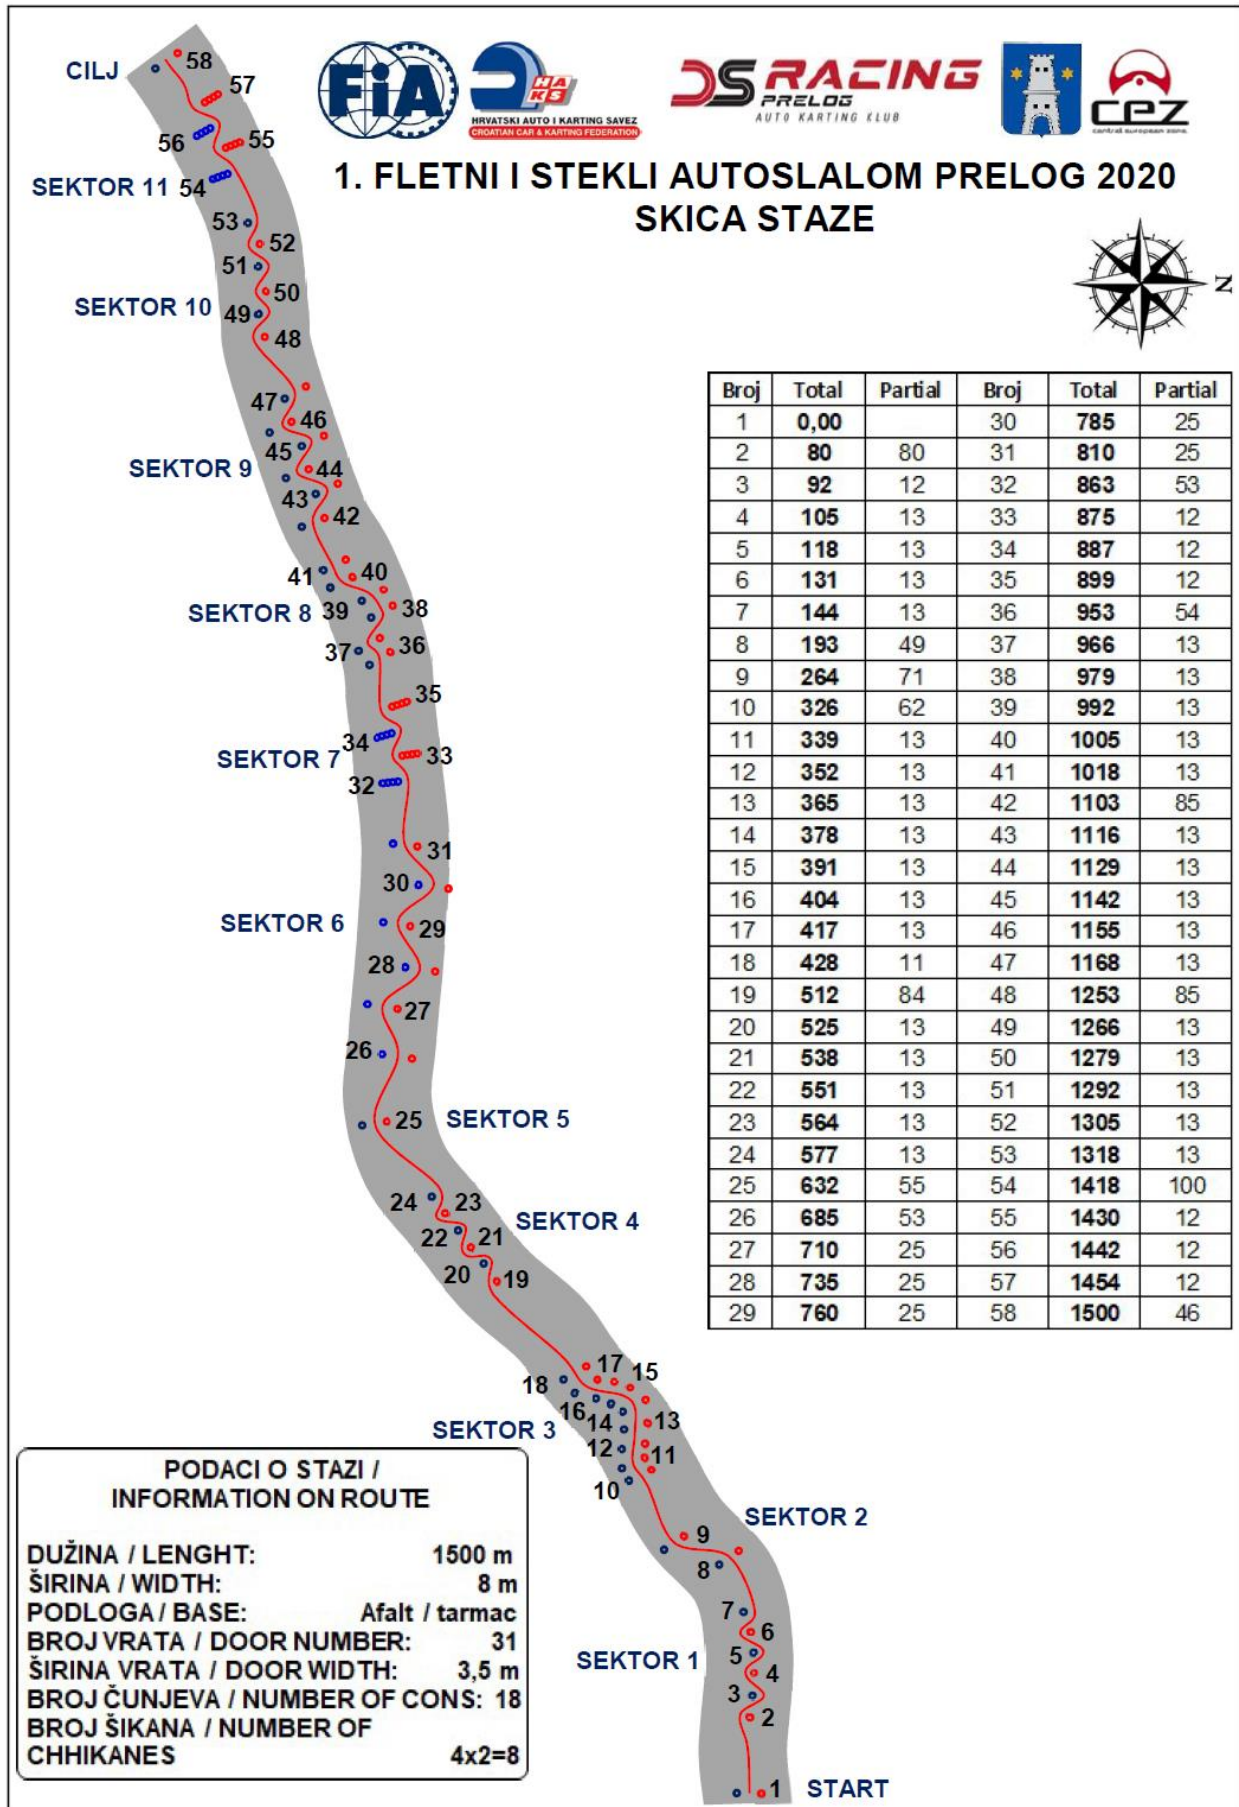 CILJ
58
57
56
55
SEKTOR 11
54
53
52
51
50
SEKTOR 10
49
48
47
46
45
SEKTOR 9
44
43
42
41
40
SEKTOR 8
39
38
37
36
35
34
SEKTOR 7
33
32
31
30
SEKTOR 6
29
28
27
26
25
SEKTOR 5
24
23
SEKTOR 4
22
21
20
19
17
15
18
16
SEKTOR 3
14
13
12
11
10
SEKTOR 2
9
8
7
6
SEKTOR 1
5
4
3
2
1
START
FiA
HA
KS
HRVATSKI AUTO I KARTING SAVEZ
CROATIAN CAR & KARTING FEDERATION
DS RACING
PRELOG
AUTO KARTING KLUB
CEZ
central european zone
1. FLETNI I STEKLI AUTOSLALOM PRELOG 2020
SKICA STAZE
N
Broj Total Partial Broj Total Partial
1 0,00 30 785 25
2 80 80 31 810 25
3 92 12 32 863 53
4 105 13 33 875 12
5 118 13 34 887 12
6 131 13 35 899 12
7 144 13 36 953 54
8 193 49 37 966 13
9 264 71 38 979 13
10 326 62 39 992 13
11 339 13 40 1005 13
12 352 13 41 1018 13
13 365 13 42 1103 85
14 378 13 43 1116 13
15 391 13 44 1129 13
16 404 13 45 1142 13
17 417 13 46 1155 13
18 428 11 47 1168 13
19 512 84 48 1253 85
20 525 13 49 1266 13
21 538 13 50 1279 13
22 551 13 51 1292 13
23 564 13 52 1305 13
24 577 13 53 1318 13
25 632 55 54 1418 100
26 685 53 55 1430 12
27 710 25 56 1442 12
28 735 25 57 1454 12
29 760 25 58 1500 46
PODACI O STAZI /
INFORMATION ON ROUTE
DUŽINA / LENGHT: 1500 m
ŠIRINA / WIDTH: 8 m
PODLOGA / BASE: Afalt / tarmac
BROJ VRATA / DOOR NUMBER: 31
ŠIRINA VRATA / DOOR WIDTH: 3,5 m
BROJ ČUNJEVA / NUMBER OF CONS: 18
BROJ ŠIKANA / NUMBER OF
CHHIKANES 4x2=8